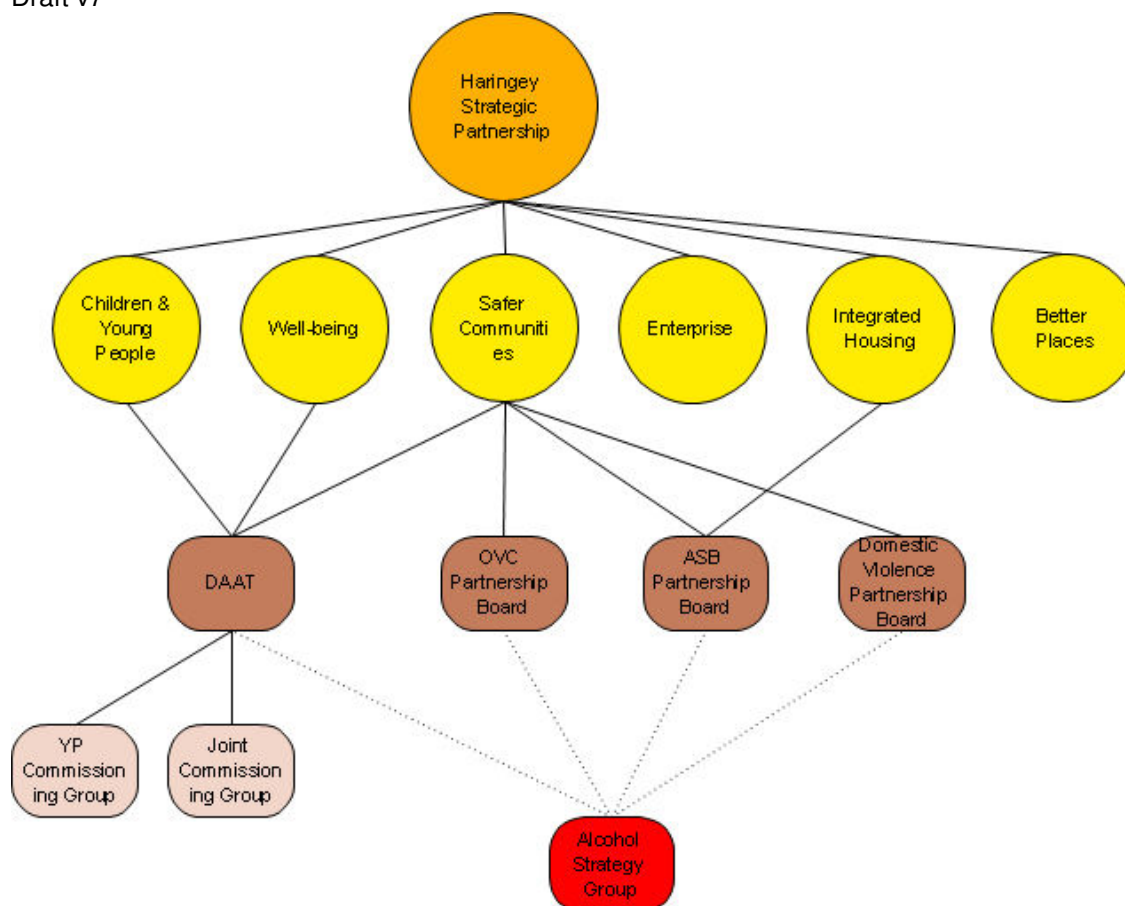 Draft v7
Haringey
Strategic
Partnership
Children &
Young
People
Well-being
Safer
Communiti
es
Enterprise
Integrated
Housing
Better
Places
DAAT
OVC
Partnership
Board
ASB
Partnership
Board
Domestic
Violence
Partnership
Board
YP
Commission
ing Group
Joint
Commission
ing Group
Alcohol
Strategy
Group